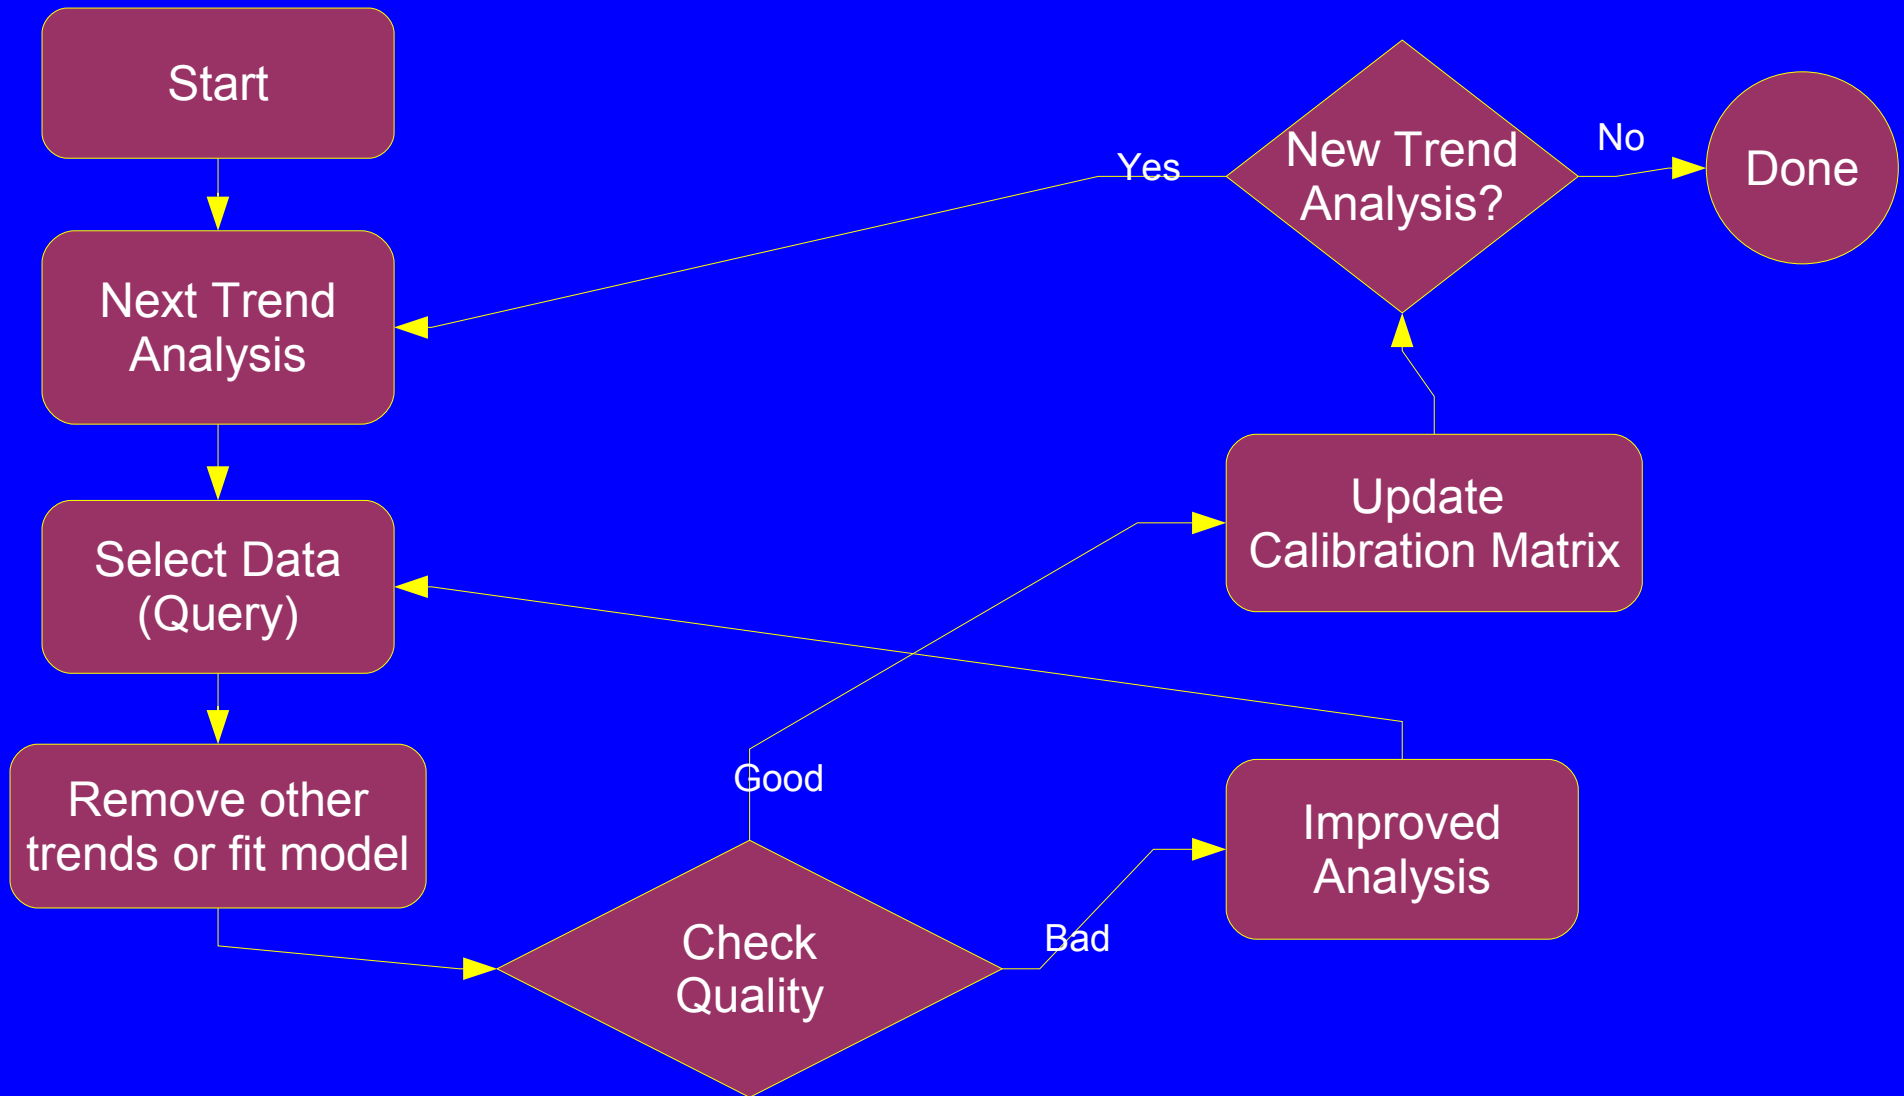 Start
Next Trend
Analysis
Select Data
(Query)
Remove other
trends or fit model
Check
Quality
Good
Bad
Improved
Analysis
Update
Calibration Matrix
New Trend
Analysis?
Yes
No
Done